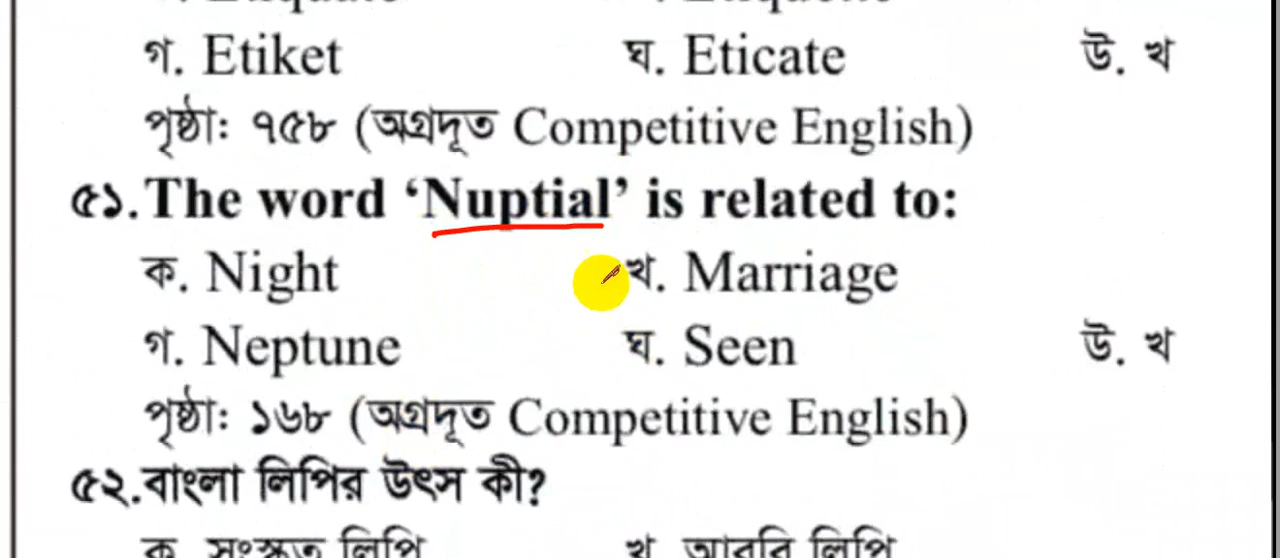 গ. Etiket ঘ. Eticate উ. খ
পৃষ্ঠা: ৭৫৮ (অগ্রদূত Competitive English)
৫১. The word ‘Nuptial’ is related to:
ক. Night খ. Marriage
গ. Neptune ঘ. Seen উ. খ
পৃষ্ঠা: ১৬৮ (অগ্রদূত Competitive English)
৫২. বাংলা লিপির উৎস কী?
ক. সংস্কৃত লিপি খ. আরবি লিপি